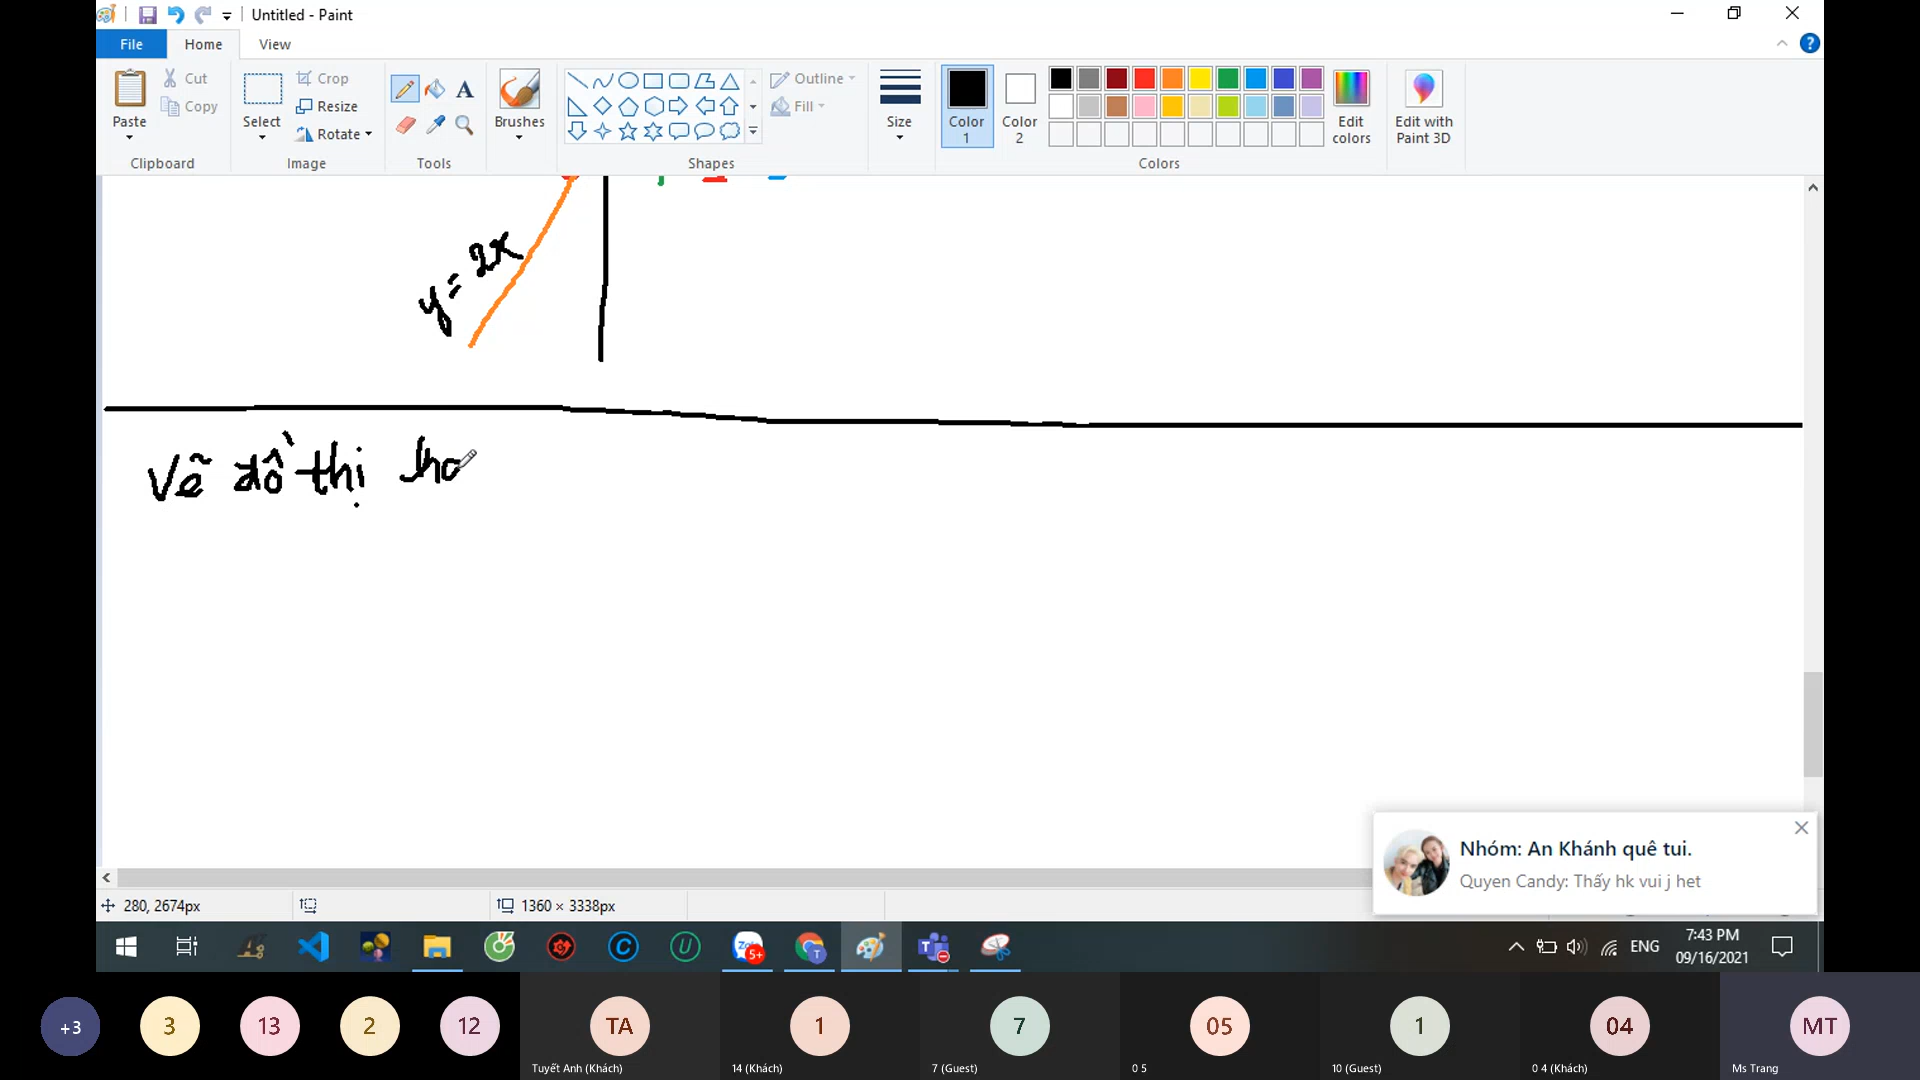 Untitled - Paint
File Home View
Paste
Cut
Copy
Clipboard
Select
Crop
Resize
Rotate
Image
A
Tools
Brushes
Shapes
Outline
Fill
Size
Color 1
Color 2
Colors
Edit colors
Edit with Paint 3D
y = 2x
Vẽ đồ thị
280, 2674px
1360 × 3338px
Nhóm: An Khánh quê tui.
Quyen Candy: Thấy hk vui j het
5+
T
ENG
7:43 PM
09/16/2021
+3 3 13 2 12 TA 1 7 05 1 04 MT
Tuyết Anh (Khách) 14 (Khách) 7 (Guest) 0 5 10 (Guest) 0 4 (Khách) Ms Trang